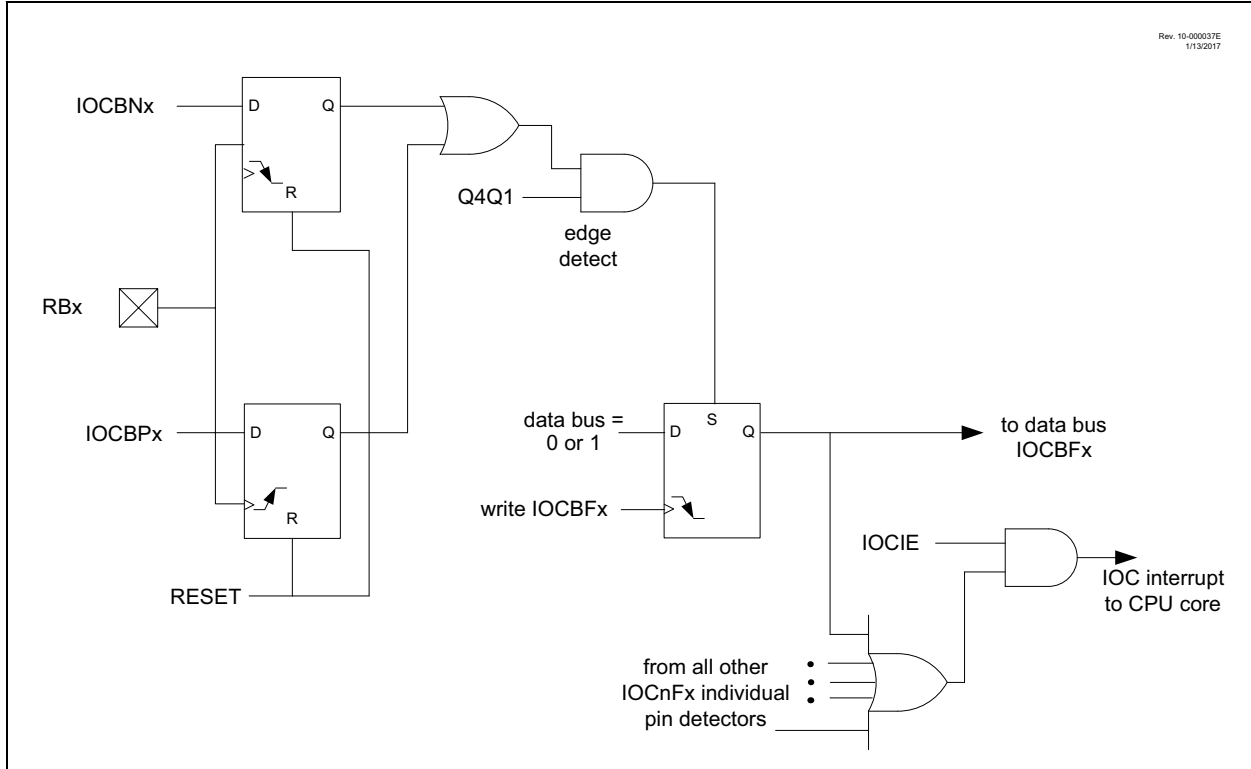 Rev. 10-000037E
1/13/2017
IOCBNx
D
Q
R
Q4Q1
edge
detect
RBx
IOCBPx
D
Q
R
RESET
data bus =
0 or 1
S
D
Q
write IOCBFx
to data bus
IOCBFx
IOCIE
IOC interrupt
to CPU core
from all other
IOCnFx individual
pin detectors